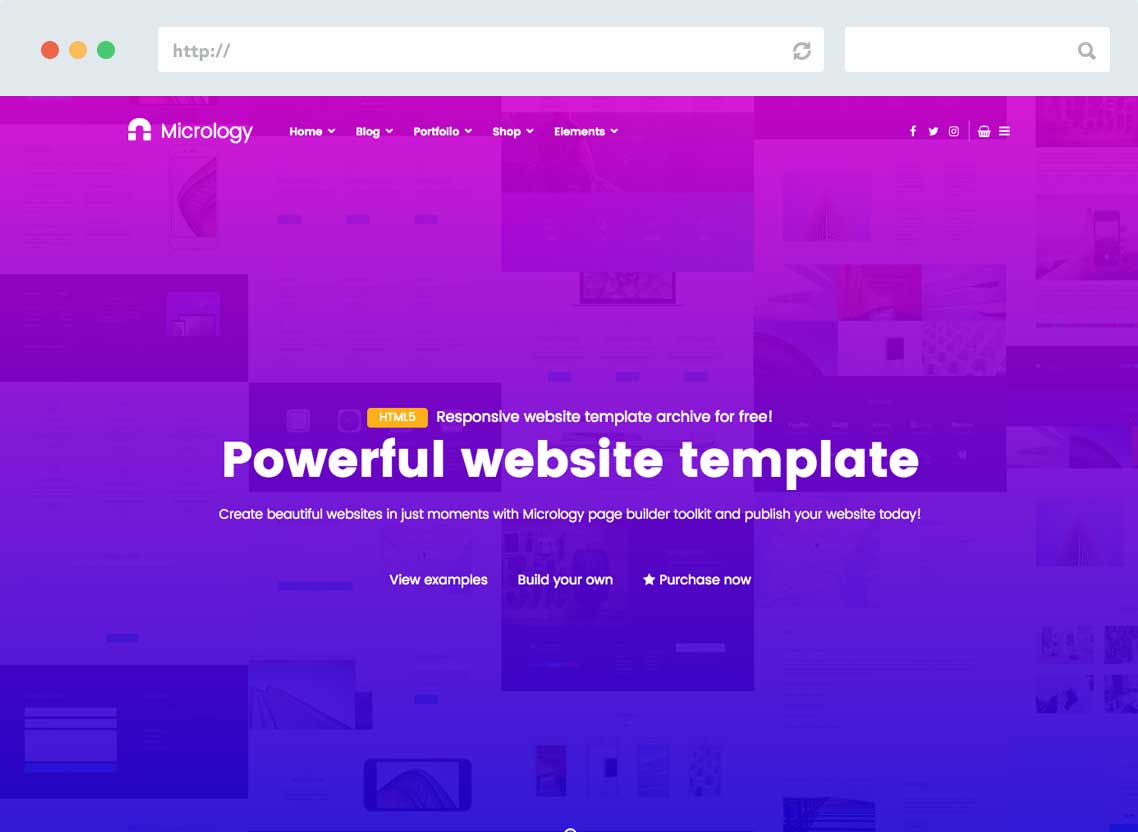 http://
Micrology Home Blog Portfolio Shop Elements
HTML5 Responsive website template archive for free!
Powerful website template
Create beautiful websites in just moments with Micrology page builder toolkit and publish your website today!
View examples Build your own Purchase now